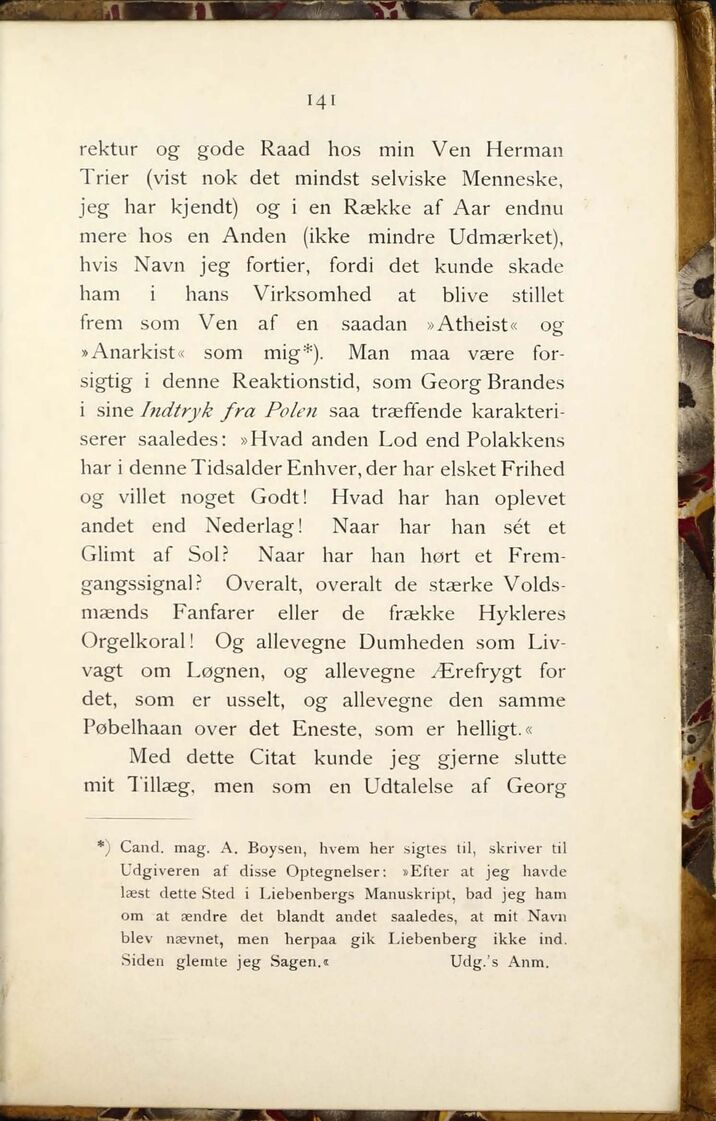 141
rektur og gode Raad hos min Ven Herman
Trier (vist nok det mindst selviske Menneske,
jeg har kjendt) og i en Række af Aar endnu
mere hos en Anden (ikke mindre Udmærket),
hvis Navn jeg fortier, fordi det kunde skade
ham i hans Virksomhed at blive stillet
frem som Ven af en saadan »Atheist« og
»Anarkist« som mig*). Man maa være for-
sigtig i denne Reaktionstid, som Georg Brandes
i sine Indtryk fra Polen saa træffende karakteri-
serer saaledes: »Hvad anden Lod end Polakkens
har i denne Tidsalder Enhver, der har elsket Frihed
og villet noget Godt! Hvad har han oplevet
andet end Nederlag! Naar har han sét et
Glimt af Sol? Naar har han hørt et Frem-
gangssignal? Overalt, overalt de stærke Volds-
mænds Fanfarer eller de frække Hykleres
Orgelkoral! Og allevegne Dumheden som Liv-
vagt om Løgnen, og allevegne Ærefrygt for
det, som er usselt, og allevegne den samme
Pøbelhaan over det Eneste, som er helligt.«
Med dette Citat kunde jeg gjerne slutte
mit Tillæg, men som en Udtalelse af Georg
*) Cand. mag. A. Boysen, hvem her sigtes til, skriver til
Udgiveren af disse Optegnelser: »Efter at jeg havde
læst dette Sted i Liebenbergs Manuskript, bad jeg ham
om at ændre det blandt andet saaledes, at mit Navn
blev nævnet, men herpaa gik Liebenberg ikke ind.
Siden glemte jeg Sagen.« Udg.'s Anm.